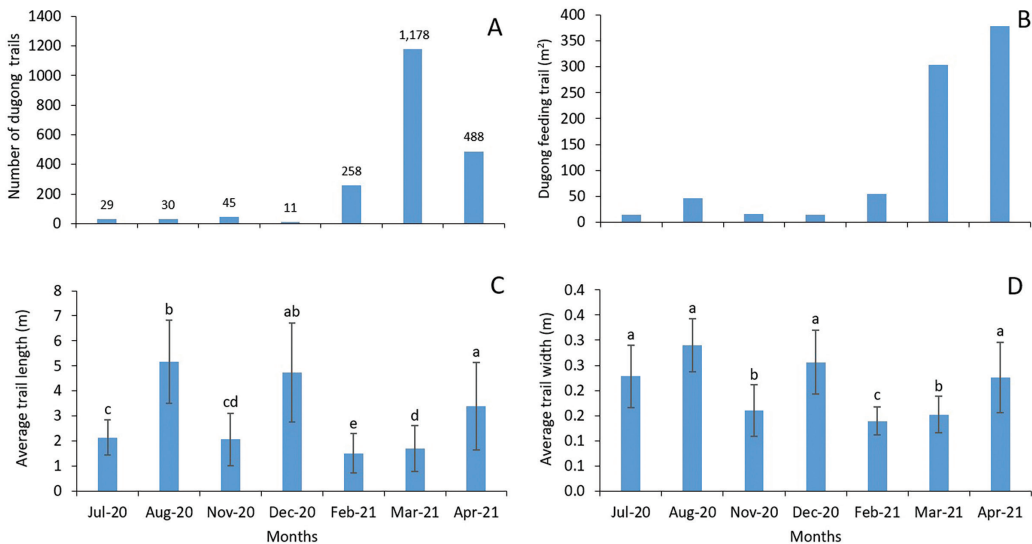 A
Number of dugong trails
1400
1200
1000
800
600
400
200
0
29
30
45
11
258
1,178
488
B
Dugong feeding trail (m²)
400
350
300
250
200
150
100
50
0
C
Average trail length (m)
8
7
6
5
4
3
2
1
0
c
b
cd
ab
e
d
a
Jul-20 Aug-20 Nov-20 Dec-20 Feb-21 Mar-21 Apr-21
Months
D
Average trail width (m)
0.4
0.3
0.3
0.2
0.2
0.1
0.1
0.0
a
a
b
a
c
b
a
Jul-20 Aug-20 Nov-20 Dec-20 Feb-21 Mar-21 Apr-21
Months